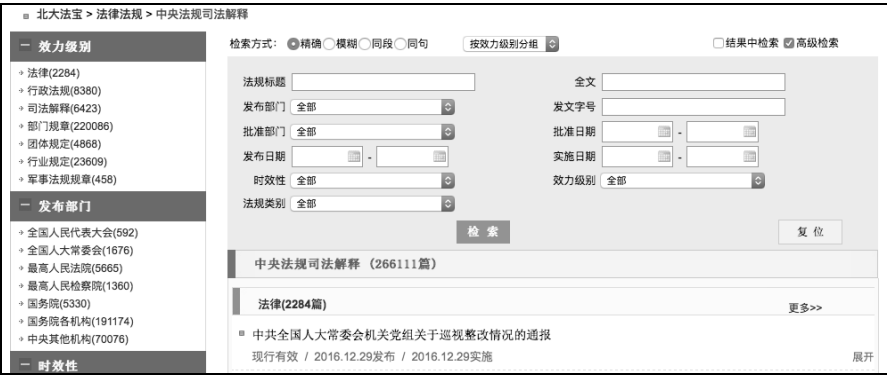 北大法宝 > 法律法规 > 中央法规司法解释
效力级别
法律(2284)
行政法规(8380)
司法解释(6423)
部门规章(220086)
团体规定(4868)
行业规定(23609)
军事法规规章(458)
发布部门
全国人民代表大会(592)
全国人大常委会(1676)
最高人民法院(5665)
最高人民检察院(1360)
国务院(5330)
国务院各机构(191174)
中央其他机构(70076)
时效性
检索方式: 精确 模糊 同段 同句 按效力级别分组 结果中检索 高级检索
法规标题 全文
发布部门 全部 发文字号
批准部门 全部 批准日期 -
发布日期 - 实施日期 -
时效性 全部 效力级别 全部
法规类别 全部
检 索 复 位
中央法规司法解释 (266111篇)
法律(2284篇) 更多>>
中共全国人大常委会机关党组关于巡视整改情况的通报
现行有效 / 2016.12.29发布 / 2016.12.29实施 展开